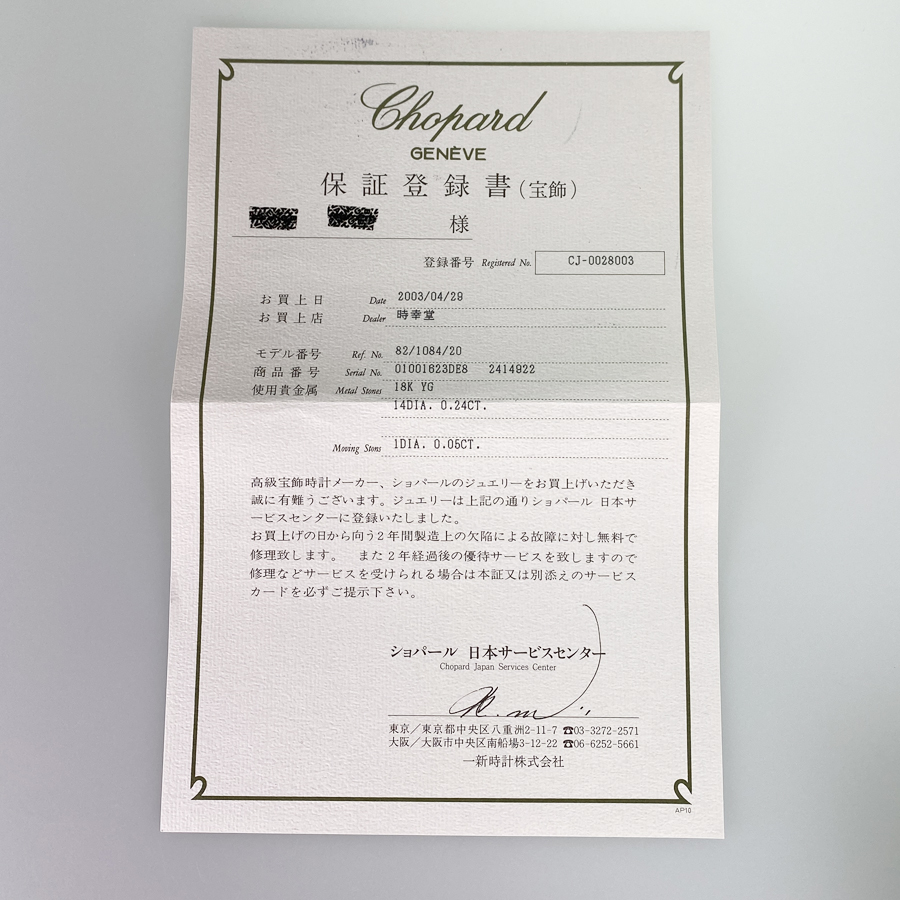 Chopard
GENÈVE
保証登録書(宝飾)
様
登録番号 Registered No. CJ-0028003
お買上日 Date 2003/04/29
お買上店 Dealer 時幸堂
モデル番号 Ref. No. 82/1084/20
商品番号 Serial No. 01001623DE8 2414922
使用貴金属 Metal Stones 18K YG
14DIA. 0.24CT.
Moving Stons 1DIA. 0.05CT.
高級宝飾時計メーカー、ショパールのジュエリーをお買上げいただき
誠に有難うございます。ジュエリーは上記の通りショパール 日本サ
ービスセンターに登録いたしました。
お買上げの日から向う2年間製造上の欠陥による故障に対し無料で
修理致します。 また2年経過後の優待サービスを致しますので
修理などサービスを受けられる場合は本証又は別添えのサービス
カードを必ずご提示下さい。
ショパール 日本サービスセンター
Chopard Japan Services Center
東京/東京都中央区八重洲2-11-7 ☎03-3272-2571
大阪/大阪市中央区南船場3-12-22 ☎06-6252-5661
一新時計株式会社
AP10